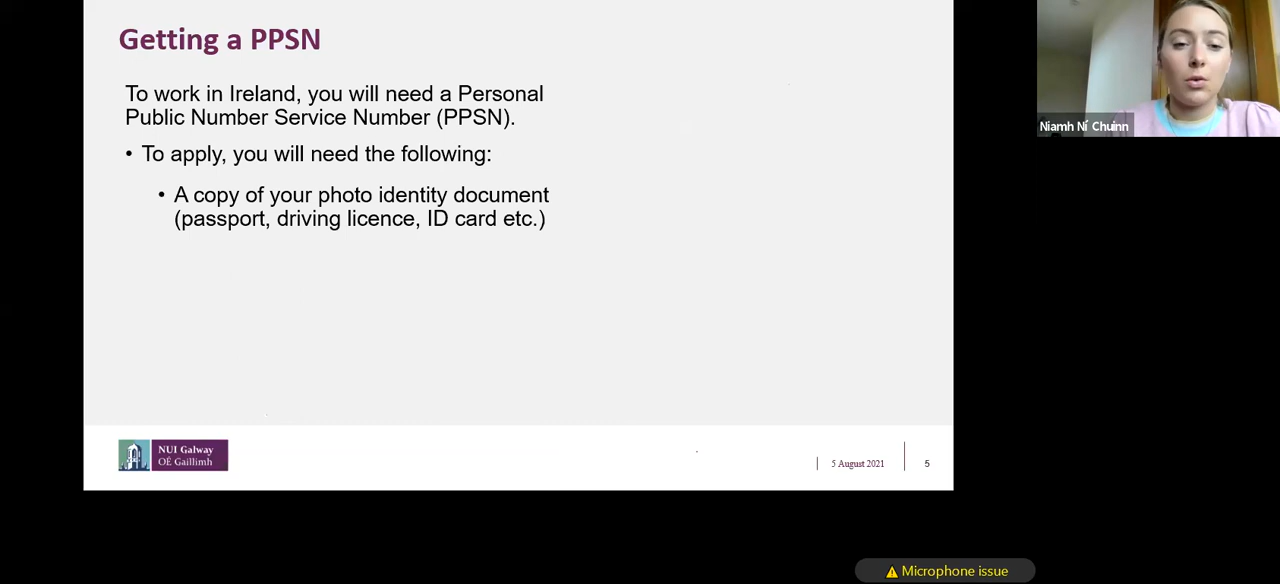 Getting a PPSN
To work in Ireland, you will need a Personal
Public Number Service Number (PPSN).
• To apply, you will need the following:
• A copy of your photo identity document
(passport, driving licence, ID card etc.)
NUI Galway
OÉ Gaillimh
5 August 2021
5
Niamh Ní Chuinn
Microphone issue